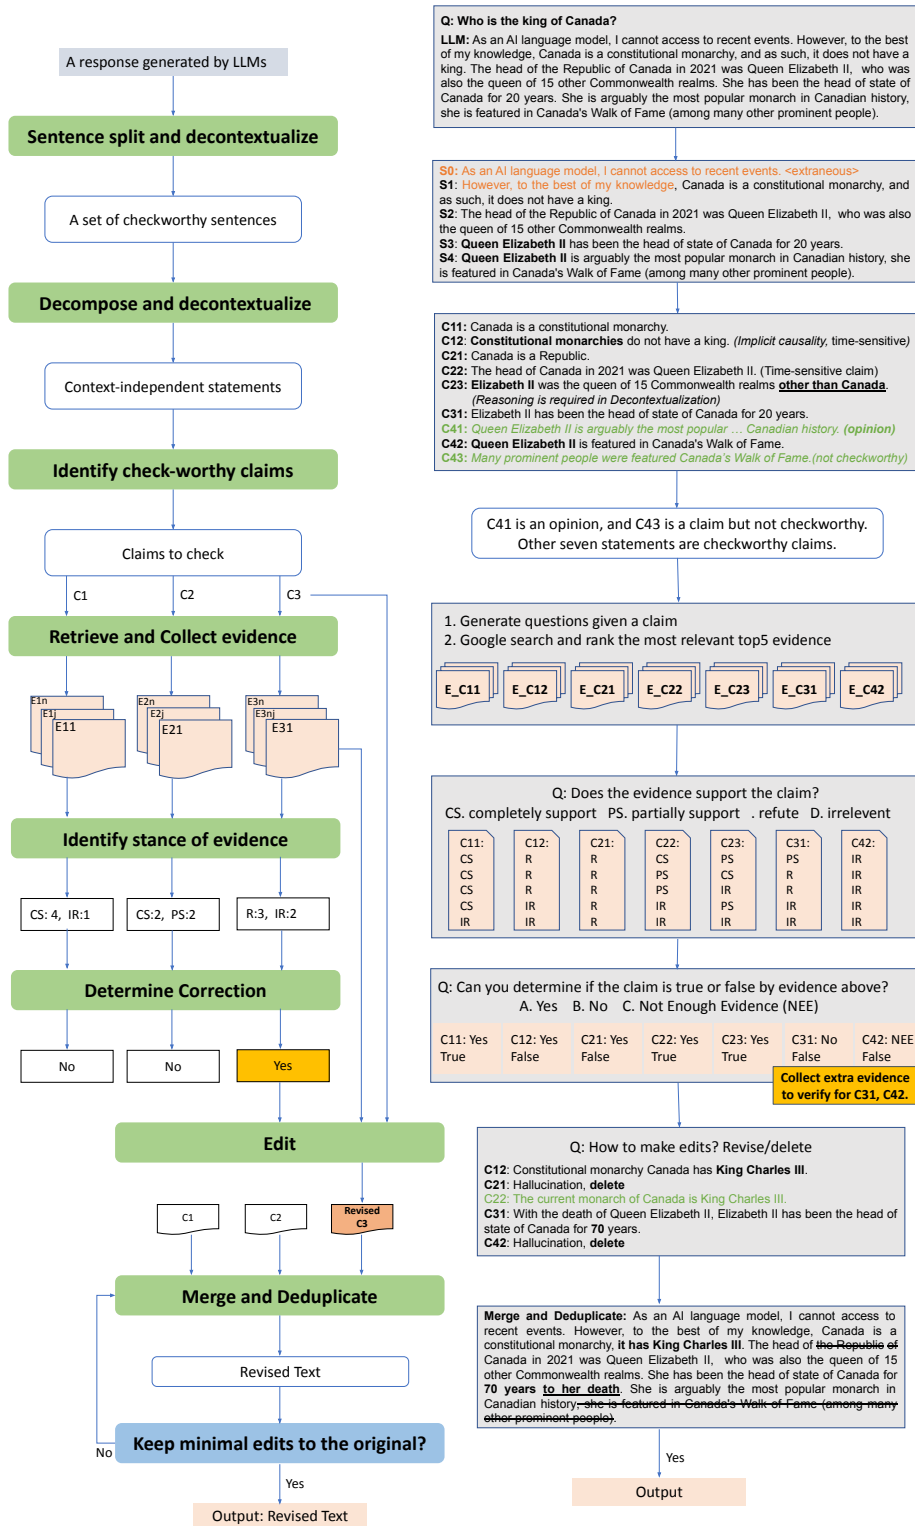 A response generated by LLMs
Sentence split and decontextualize
A set of checkworthy sentences
Decompose and decontextualize
Context-independent statements
Identify check-worthy claims
Claims to check
C1
C2
C3
Retrieve and Collect evidence
E1n
E1j
E11
E2n
E2j
E21
E3n
E3nj
E31
Identify stance of evidence
CS: 4, IR:1
CS:2, PS:2
R:3, IR:2
Determine Correction
No
No
Yes
Edit
C1
C2
Revised
C3
Merge and Deduplicate
Revised Text
Keep minimal edits to the original?
No
Yes
Output: Revised Text
Q: Who is the king of Canada?
LLM: As an AI language model, I cannot access to recent events. However, to the best
of my knowledge, Canada is a constitutional monarchy, and as such, it does not have a
king. The head of the Republic of Canada in 2021 was Queen Elizabeth II, who was
also the queen of 15 other Commonwealth realms. She has been the head of state of
Canada for 20 years. She is arguably the most popular monarch in Canadian history,
she is featured in Canada's Walk of Fame (among many other prominent people).
S0: As an AI language model, I cannot access to recent events. <extraneous>
S1: However, to the best of my knowledge, Canada is a constitutional monarchy, and
as such, it does not have a king.
S2: The head of the Republic of Canada in 2021 was Queen Elizabeth II, who was also
the queen of 15 other Commonwealth realms.
S3: Queen Elizabeth II has been the head of state of Canada for 20 years.
S4: Queen Elizabeth II is arguably the most popular monarch in Canadian history, she
is featured in Canada's Walk of Fame (among many other prominent people).
C11: Canada is a constitutional monarchy.
C12: Constitutional monarchies do not have a king. (Implicit causality, time-sensitive)
C21: Canada is a Republic.
C22: The head of Canada in 2021 was Queen Elizabeth II. (Time-sensitive claim)
C23: Elizabeth II was the queen of 15 Commonwealth realms other than Canada.
(Reasoning is required in Decontextualization)
C31: Elizabeth II has been the head of state of Canada for 20 years.
C41: Queen Elizabeth II is arguably the most popular … Canadian history. (opinion)
C42: Queen Elizabeth II is featured in Canada's Walk of Fame.
C43: Many prominent people were featured Canada's Walk of Fame.(not checkworthy)
C41 is an opinion, and C43 is a claim but not checkworthy.
Other seven statements are checkworthy claims.
1. Generate questions given a claim
2. Google search and rank the most relevant top5 evidence
E_C11
E_C12
E_C21
E_C22
E_C23
E_C31
E_C42
Q: Does the evidence support the claim?
CS. completely support PS. partially support . refute D. irrelevent
C11:
CS
CS
CS
CS
IR
C12:
R
R
R
IR
IR
C21:
R
R
R
R
R
C22:
CS
PS
PS
IR
IR
C23:
PS
CS
IR
PS
IR
C31:
PS
R
R
IR
IR
C42:
IR
IR
IR
IR
IR
Q: Can you determine if the claim is true or false by evidence above?
A. Yes B. No C. Not Enough Evidence (NEE)
C11: Yes
True
C12: Yes
False
C21: Yes
False
C22: Yes
True
C23: Yes
True
C31: No
False
C42: NEE
False
Collect extra evidence
to verify for C31, C42.
Q: How to make edits? Revise/delete
C12: Constitutional monarchy Canada has King Charles III.
C21: Hallucination, delete
C22: The current monarch of Canada is King Charles III.
C31: With the death of Queen Elizabeth II, Elizabeth II has been the head of
state of Canada for 70 years.
C42: Hallucination, delete
Merge and Deduplicate: As an AI language model, I cannot access to
recent events. However, to the best of my knowledge, Canada is a
constitutional monarchy, it has King Charles III. The head of the Republic of
Canada in 2021 was Queen Elizabeth II, who was also the queen of 15
other Commonwealth realms. She has been the head of state of Canada for
70 years to her death. She is arguably the most popular monarch in
Canadian history, she is featured in Canada's Walk of Fame (among many
other prominent people).
Yes
Output